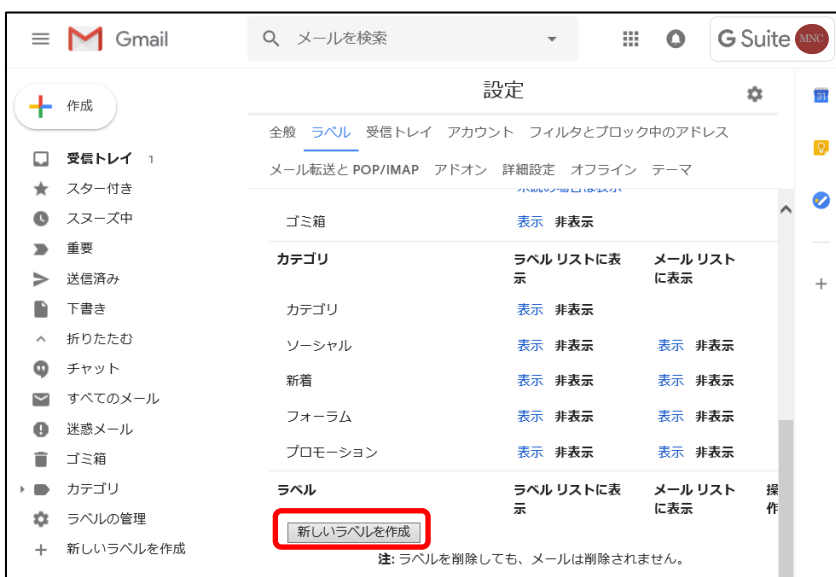 Gmail
メールを検索
G Suite
MNC
作成
設定
31
全般 ラベル 受信トレイ アカウント フィルタとブロック中のアドレス
メール転送と POP/IMAP アドオン 詳細設定 オフライン テーマ
受信トレイ 1
スター付き
スヌーズ中
重要
送信済み
下書き
折りたたむ
チャット
すべてのメール
迷惑メール
ゴミ箱
カテゴリ
ラベルの管理
新しいラベルを作成
未読の場合は表示
ゴミ箱 表示 非表示
カテゴリ ラベル リストに表示 メール リストに表示
カテゴリ 表示 非表示
ソーシャル 表示 非表示 表示 非表示
新着 表示 非表示 表示 非表示
フォーラム 表示 非表示 表示 非表示
プロモーション 表示 非表示 表示 非表示
ラベル ラベル リストに表示 メール リストに表示 操作
新しいラベルを作成
注: ラベルを削除しても、メールは削除されません。